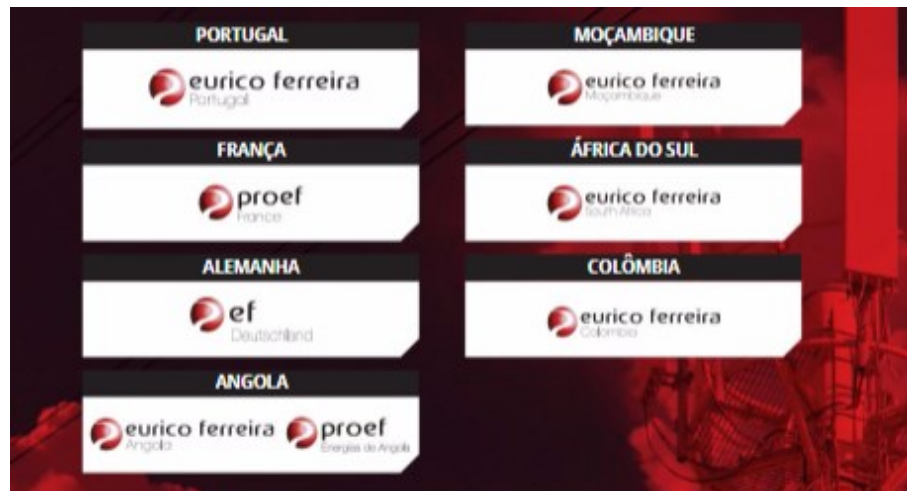 PORTUGAL
eurico ferreira
Portugal
FRANÇA
proef
France
ALEMANHA
ef
Deutschland
ANGOLA
eurico ferreira
Angola
proef
Energias de Angola
MOÇAMBIQUE
eurico ferreira
Moçambique
ÁFRICA DO SUL
eurico ferreira
South Africa
COLÔMBIA
eurico ferreira
Colombia